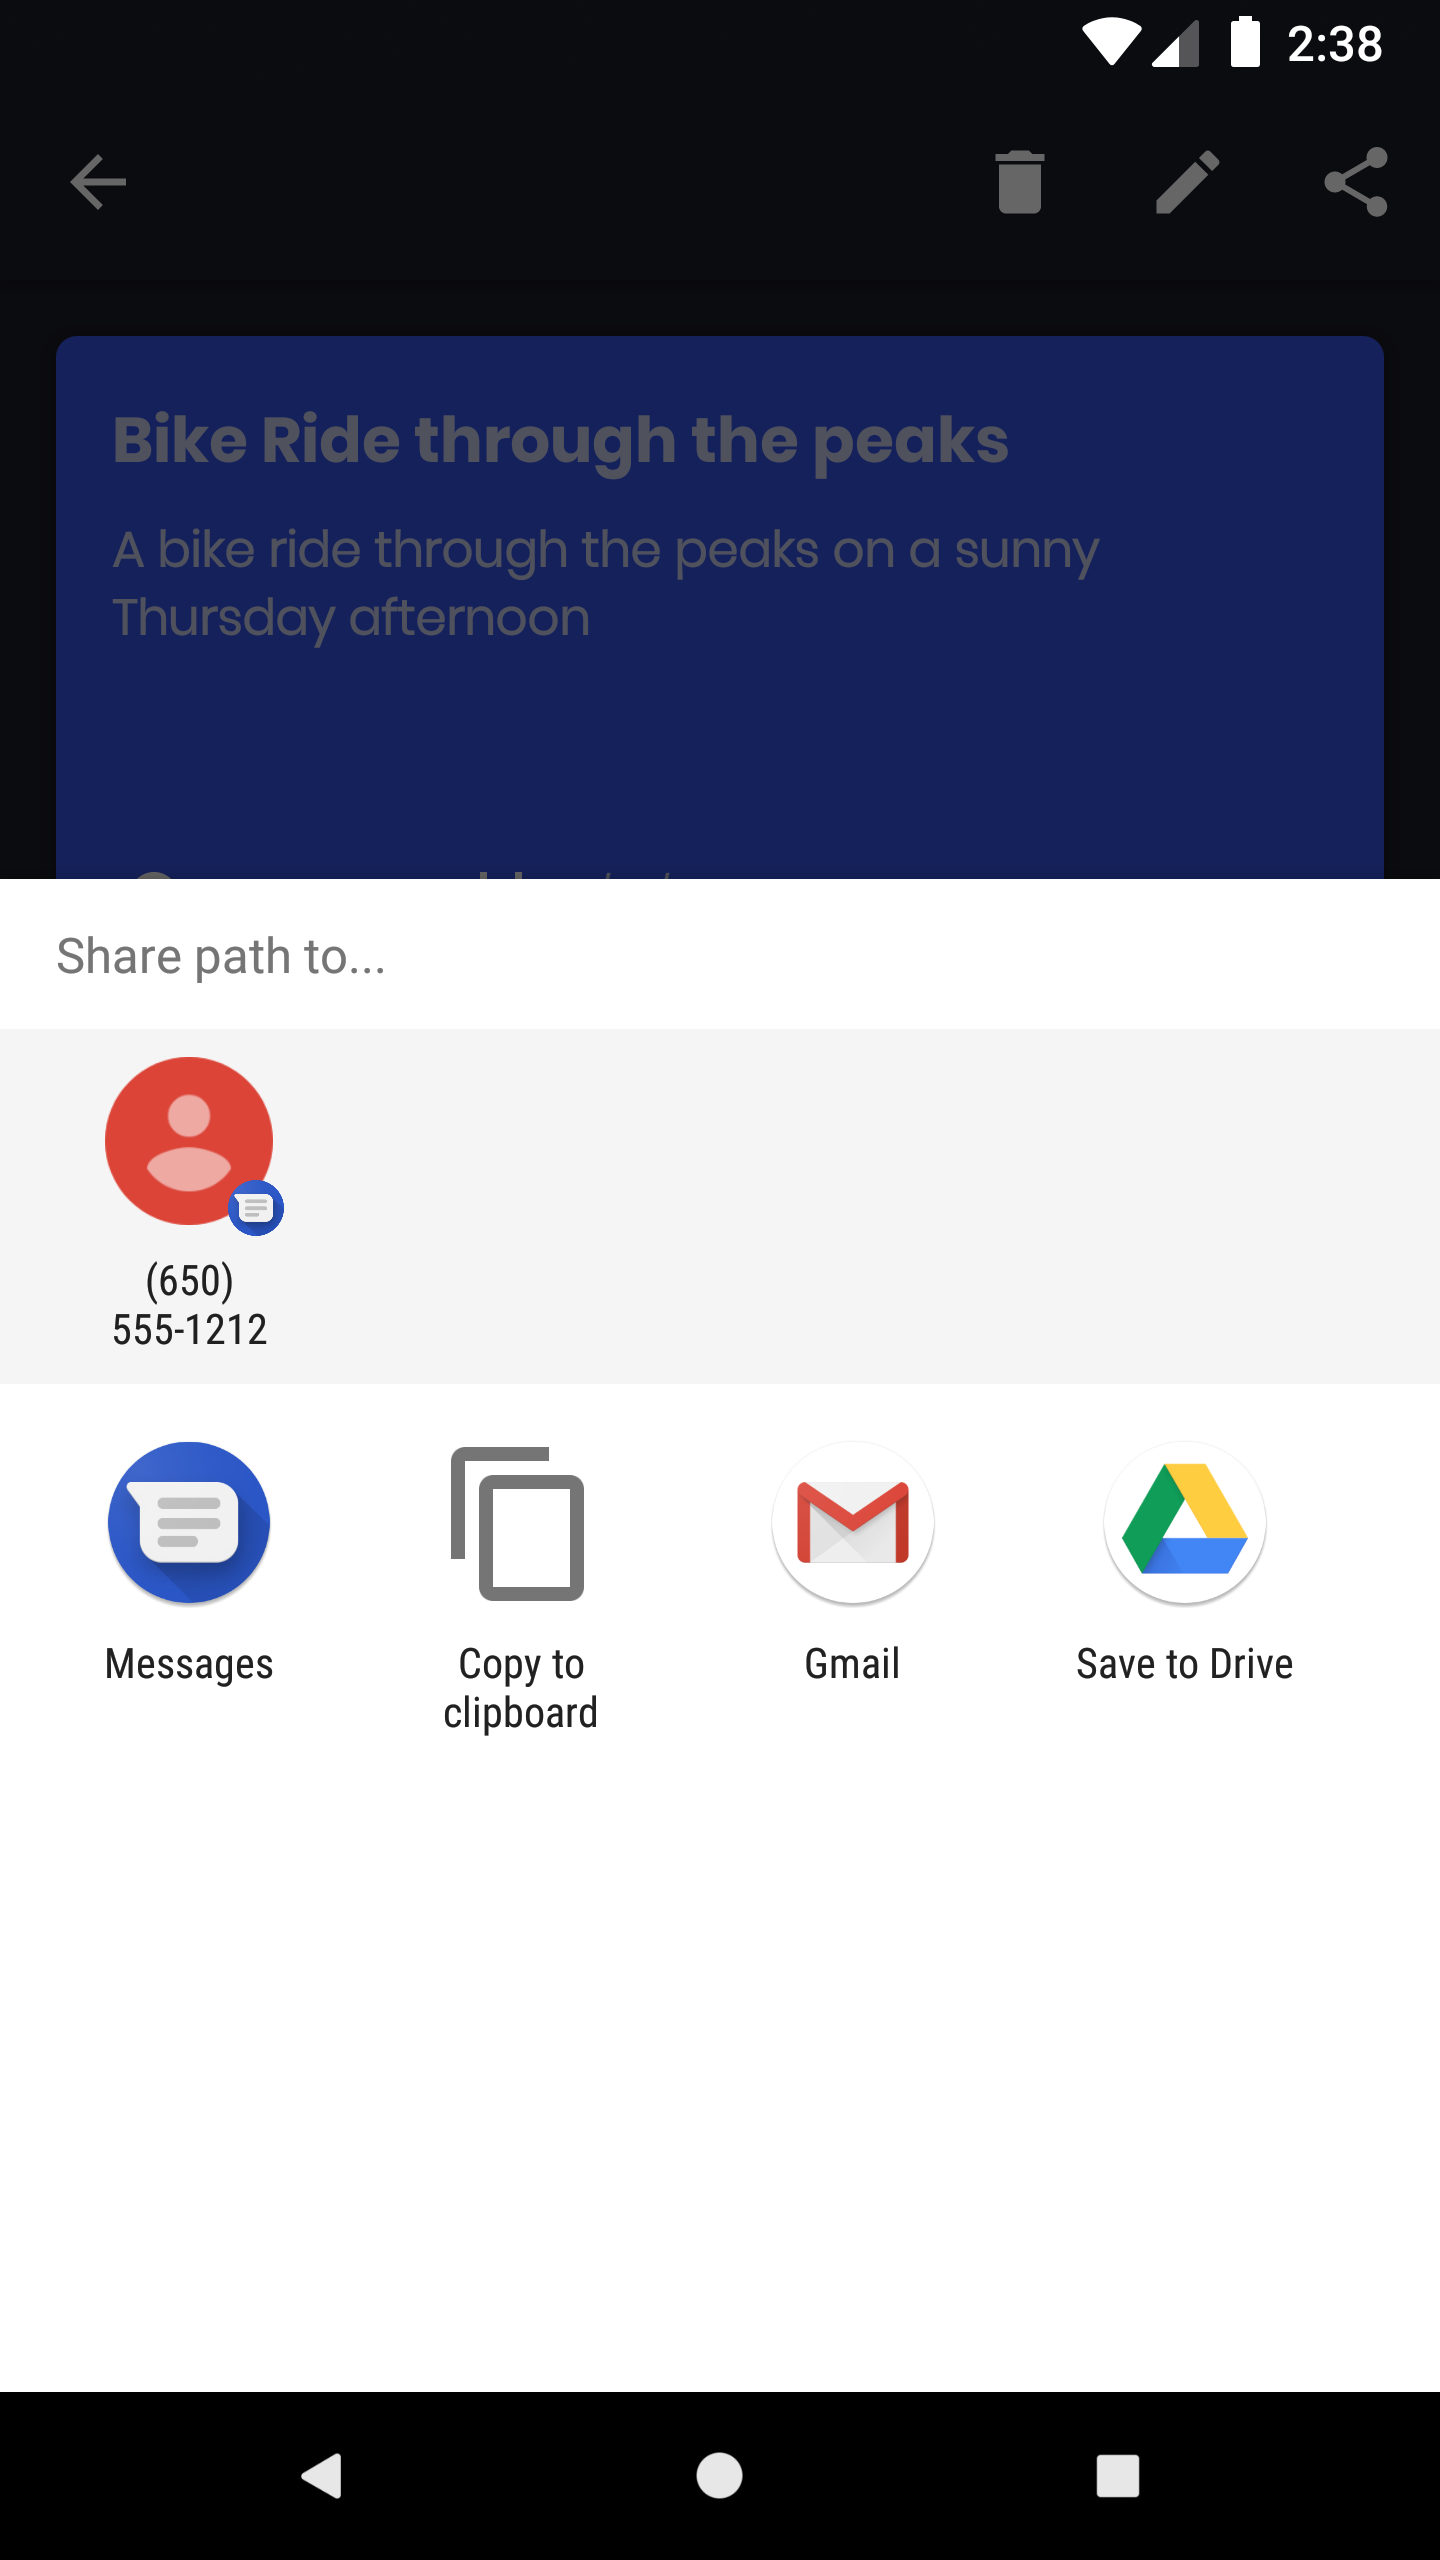 2:38
Bike Ride through the peaks
A bike ride through the peaks on a sunny
Thursday afternoon
Share path to...
(650)
555-1212
Messages
Copy to
clipboard
Gmail
Save to Drive